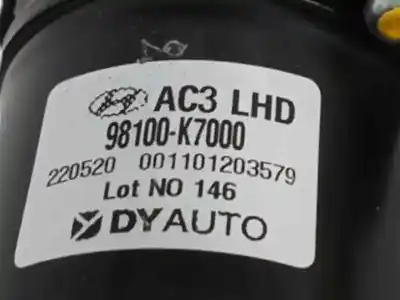 AC3 LHD
98100-K7000
220520 001101203579
Lot NO 146
DYAUTO